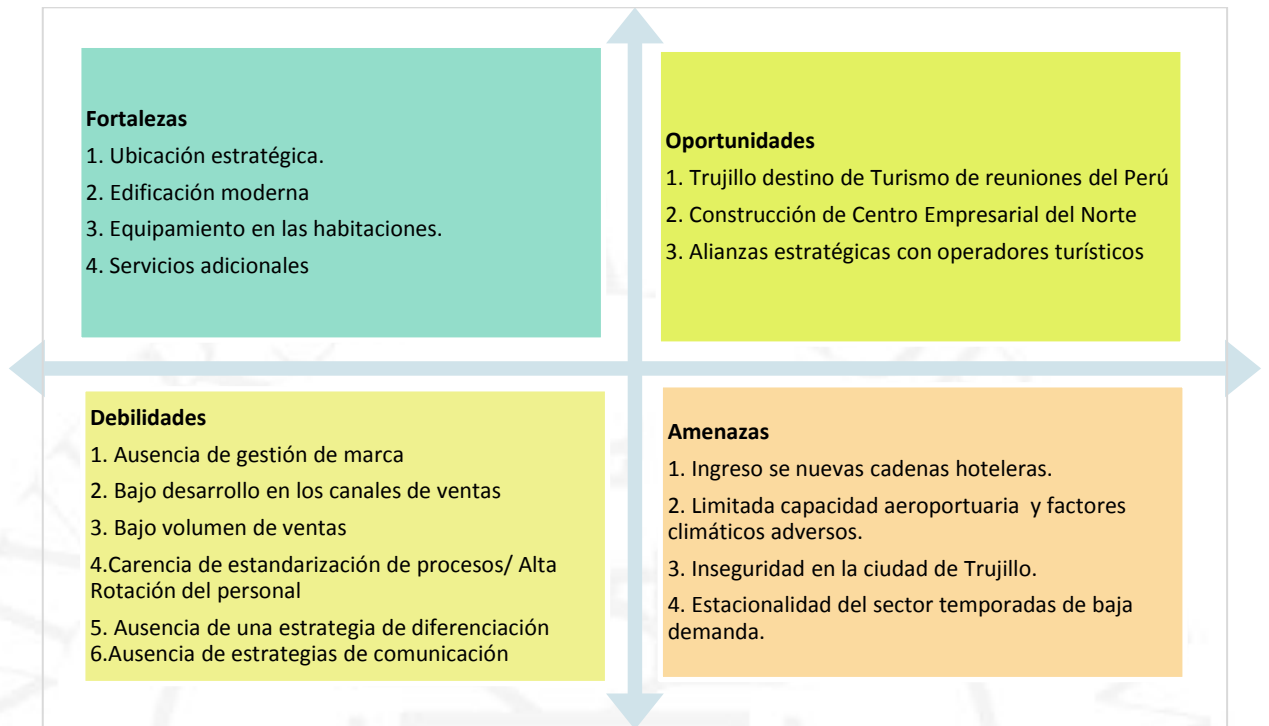 Fortalezas
1. Ubicación estratégica.
2. Edificación moderna
3. Equipamiento en las habitaciones.
4. Servicios adicionales
Oportunidades
1. Trujillo destino de Turismo de reuniones del Perú
2. Construcción de Centro Empresarial del Norte
3. Alianzas estratégicas con operadores turísticos
Debilidades
1. Ausencia de gestión de marca
2. Bajo desarrollo en los canales de ventas
3. Bajo volumen de ventas
4.Carencia de estandarización de procesos/ Alta
Rotación del personal
5. Ausencia de una estrategia de diferenciación
6.Ausencia de estrategias de comunicación
Amenazas
1. Ingreso se nuevas cadenas hoteleras.
2. Limitada capacidad aeroportuaria  y factores
climáticos adversos.
3. Inseguridad en la ciudad de Trujillo.
4. Estacionalidad del sector temporadas de baja
demanda.